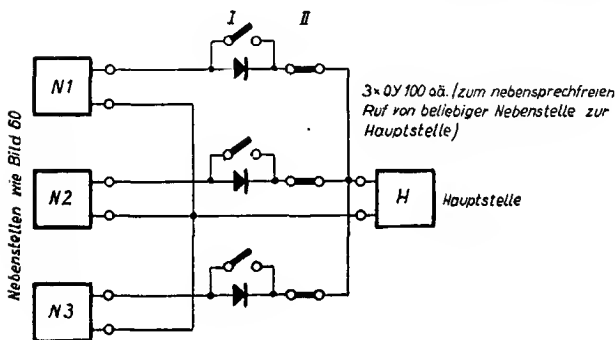 I II
N1
3× 0Y 100 oä. (zum nebensprechfreien
Ruf von beliebiger Nebenstelle zur
Hauptstelle)
Nebenstellen wie Bild 60
N2
H
Hauptstelle
N3